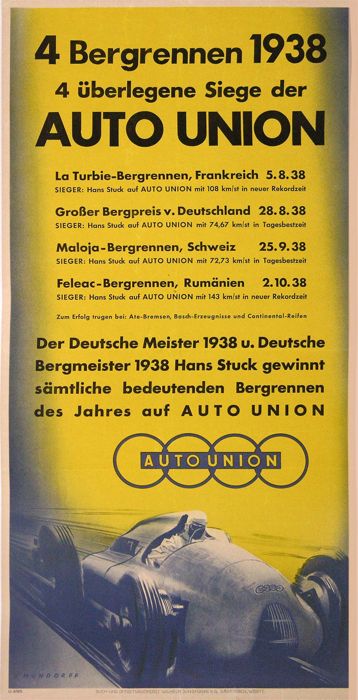 4 Bergrennen 1938
4 überlegene Siege der
AUTO UNION
La Turbie-Bergrennen, Frankreich 5.8.38
SIEGER: Hans Stuck auf AUTO UNION mit 108 km/st in neuer Rekordzeit
Großer Bergpreis v. Deutschland 28.8.38
SIEGER: Hans Stuck auf AUTO UNION mit 74,67 km/st in Tagesbestzeit
Maloja-Bergrennen, Schweiz 25.9.38
SIEGER: Hans Stuck auf AUTO UNION mit 72,73 km/st in Tagesbestzeit
Feleac-Bergrennen, Rumänien 2.10.38
SIEGER: Hans Stuck auf AUTO UNION mit 143 km/st in neuer Rekordzeit
Zum Erfolg trugen bei: Ate-Bremsen, Bosch-Erzeugnisse und Continental-Reifen
Der Deutsche Meister 1938 u. Deutsche
Bergmeister 1938 Hans Stuck gewinnt
sämtliche bedeutenden Bergrennen
des Jahres auf AUTO UNION
AUTO UNION
MUNDORFF